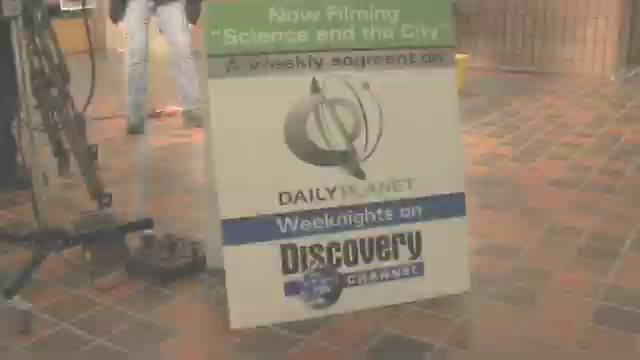 Now Filming
"Science and the City"
A weekly segment on
DAILY PLANET
Weeknights on
Discovery
CHANNEL